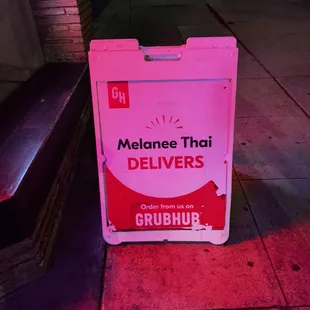 GH
Melanee Thai
DELIVERS
Order from us on
GRUBHUB